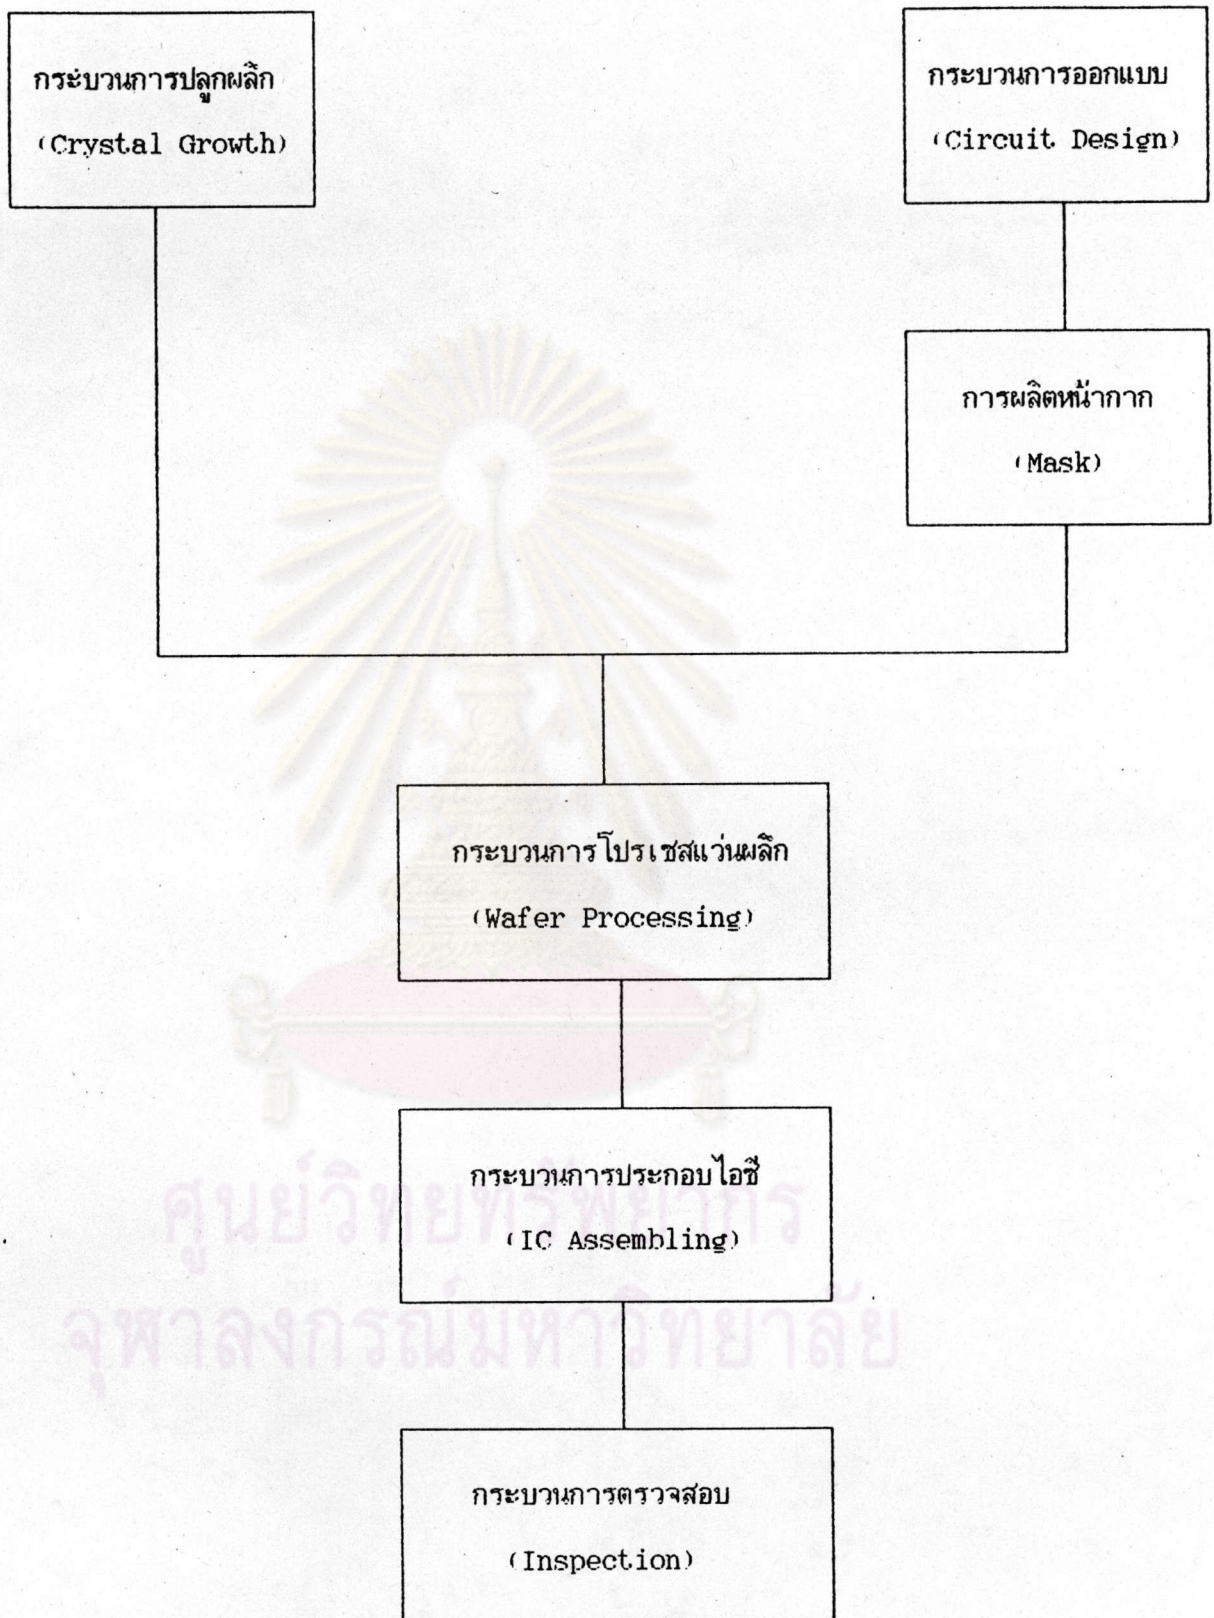 กระบวนการปลูกผลึก
(Crystal Growth)
กระบวนการออกแบบ
(Circuit Design)
การผลิตหน้ากาก
(Mask)
กระบวนการโปรเซสแว่นผลึก
(Wafer Processing)
กระบวนการประกอบไอซี
(IC Assembling)
กระบวนการตรวจสอบ
(Inspection)
ศูนย์วิทยทรัพยากร
จุฬาลงกรณ์มหาวิทยาลัย